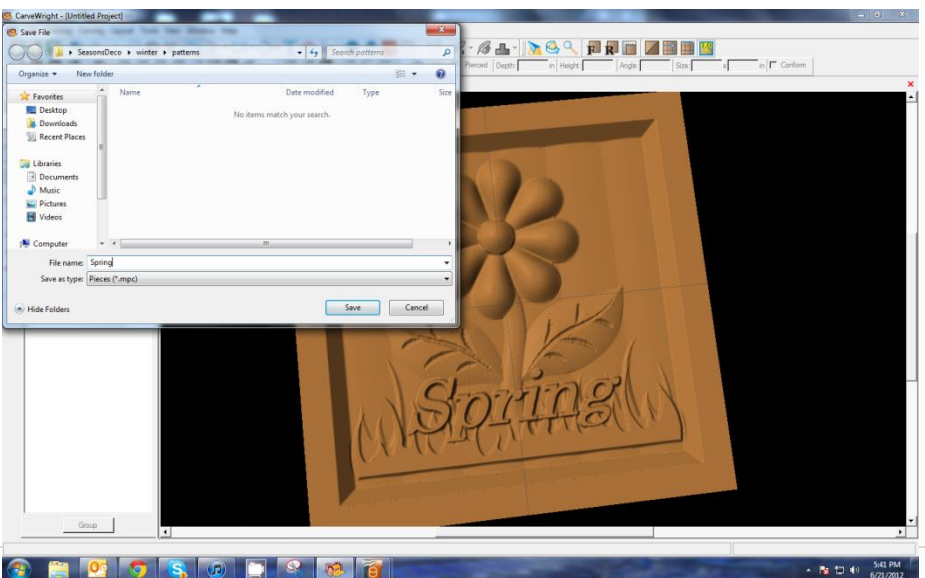 CarveWright - [Untitled Project]
Save File
SeasonsDeco winter patterns
Search patterns
Organize New folder
Pierced Depth: in Height: Angle: Size: x in Conform
Favorites
Desktop
Downloads
Recent Places
Libraries
Documents
Music
Pictures
Videos
Computer
Name Date modified Type Size
No items match your search.
File name: Spring
Save as type: Pieces (*.mpc)
Hide Folders Save Cancel
Spring
Group
5:41 PM
6/21/2012